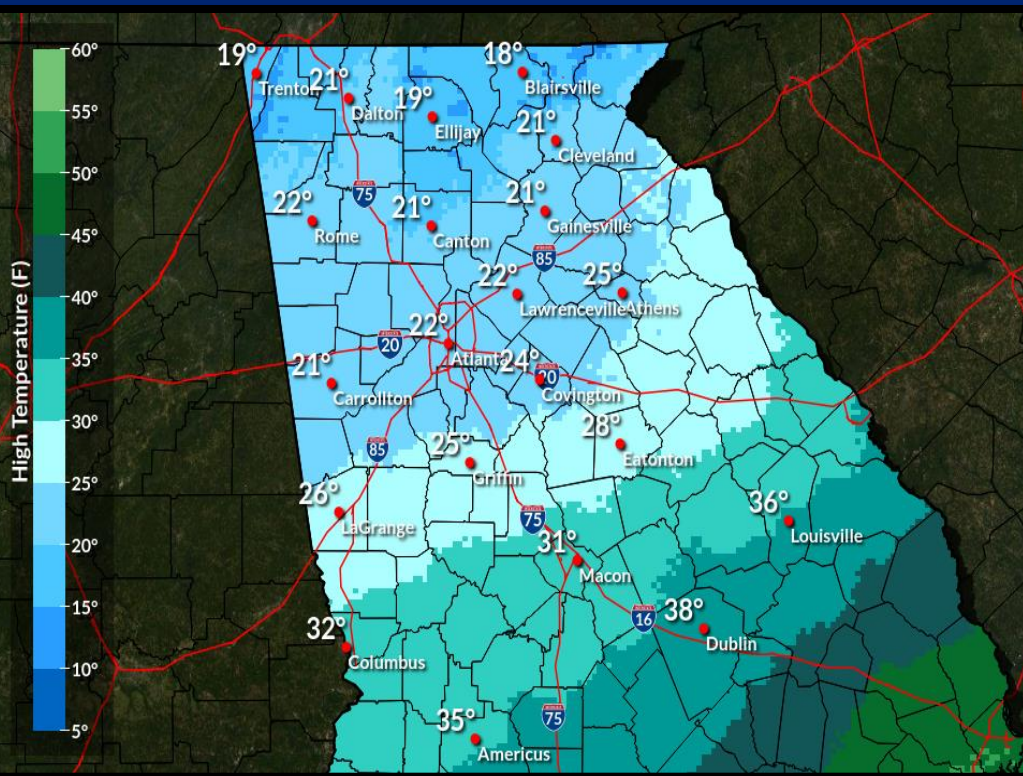 High Temperature (F)
60°
55°
50°
45°
40°
35°
30°
25°
20°
15°
10°
5°
19°
Trenton
21°
Dalton
19°
Ellijay
18°
Blairsville
21°
Cleveland
22°
Rome
75
21°
Canton
21°
Gainesville
85
22°
Lawrenceville
25°
Athens
22°
Atlanta
20
21°
Carrollton
24°
20
Covington
85
25°
Griffin
28°
Eatonton
26°
LaGrange
75
31°
Macon
36°
Louisville
32°
Columbus
16
38°
Dublin
35°
Americus
75